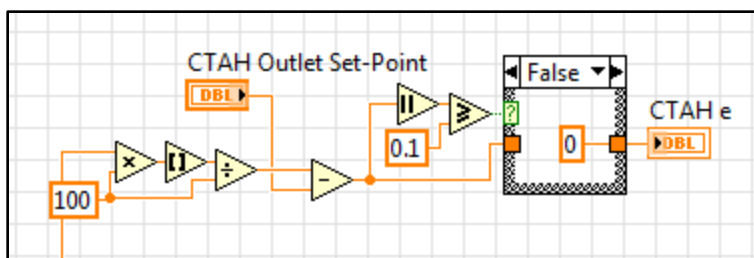 CTAH Outlet Set-Point
DBL
False
CTAH e
0.1
0
DBL
100